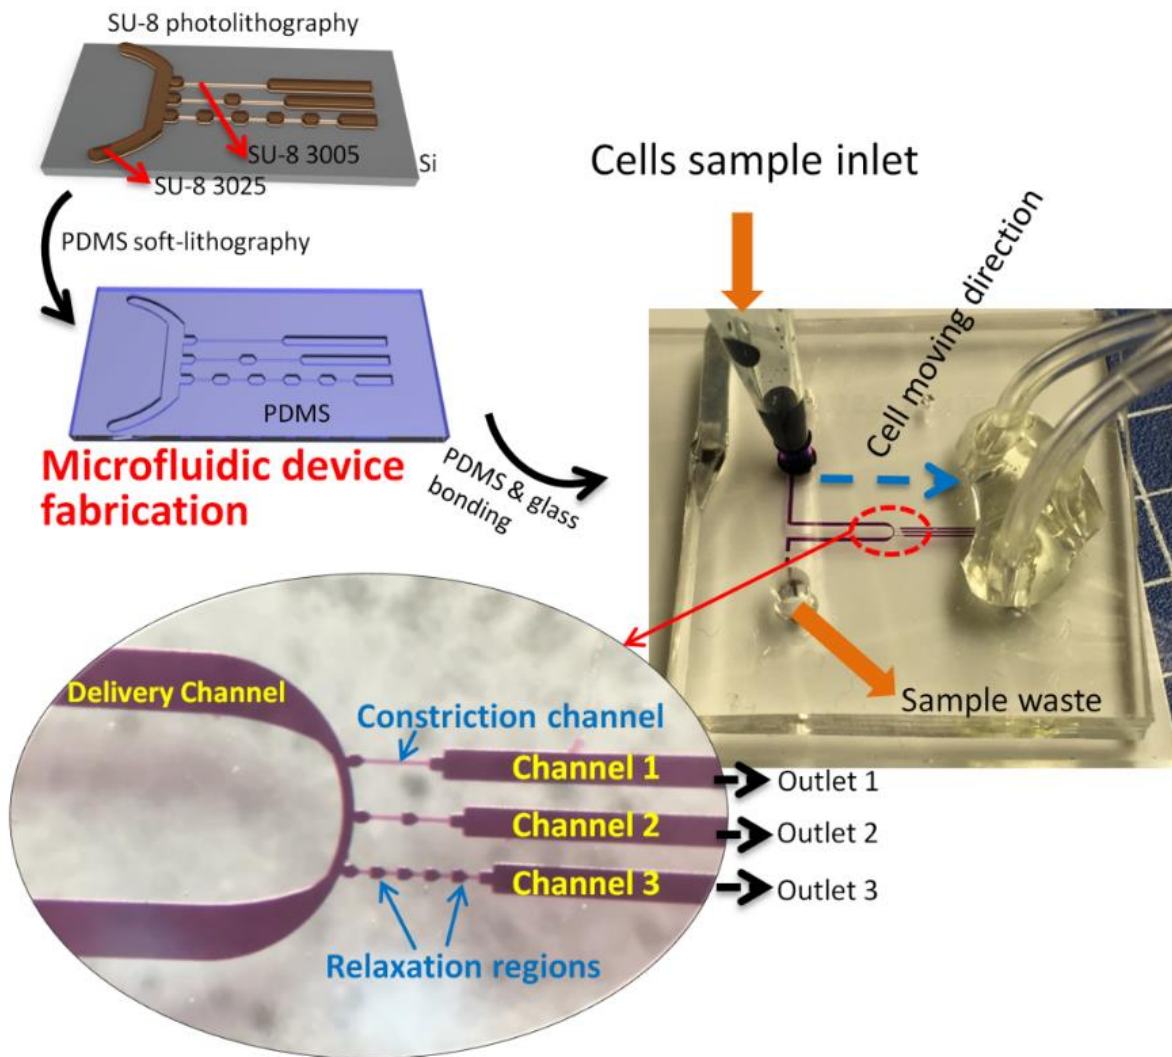 SU-8 photolithography
SU-8 3005
SU-8 3025
Si
PDMS soft-lithography
PDMS
Microfluidic device
fabrication
PDMS & glass
bonding
Cells sample inlet
Cell moving direction
Sample waste
Delivery Channel
Constriction channel
Channel 1
Channel 2
Channel 3
Outlet 1
Outlet 2
Outlet 3
Relaxation regions